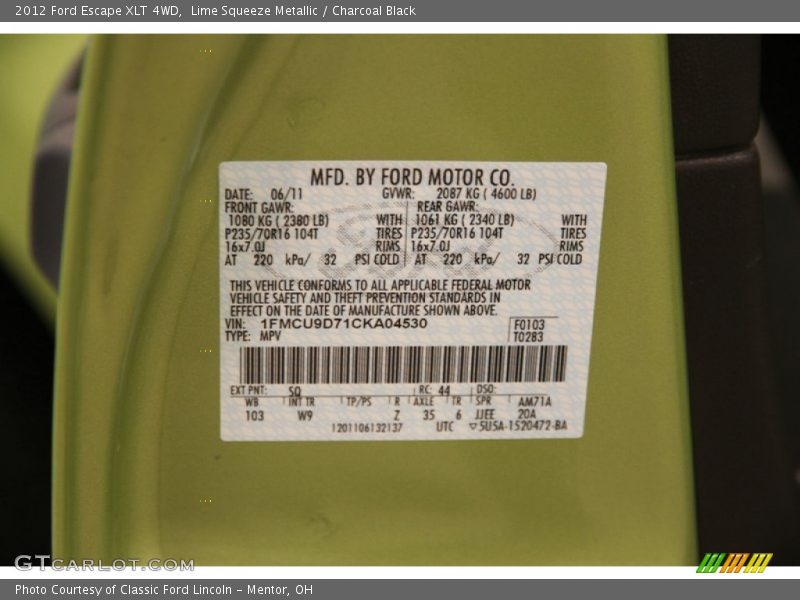 2012 Ford Escape XLT 4WD, Lime Squeeze Metallic / Charcoal Black
MFD. BY FORD MOTOR CO.
DATE: 06/11 GVWR: 2087 KG ( 4600 LB)
FRONT GAWR: REAR GAWR:
1080 KG ( 2380 LB) WITH 1061 KG ( 2340 LB) WITH
P235/70R16 104T TIRES P235/70R16 104T TIRES
16x7.0J RIMS 16x7.0J RIMS
AT 220 kPa/ 32 PSI COLD AT 220 kPa/ 32 PSI COLD
THIS VEHICLE CONFORMS TO ALL APPLICABLE FEDERAL MOTOR
VEHICLE SAFETY AND THEFT PREVENTION STANDARDS IN
EFFECT ON THE DATE OF MANUFACTURE SHOWN ABOVE.
VIN: 1FMCU9D71CKA04530 F0103
TYPE: MPV T0283
EXT PNT: SQ RC: 44 DSO:
WB INT TR TP/PS R AXLE TR SPR AM71A
103 W9 Z 35 6 JJEE 20A
1201106132137 UTC ▽5U5A-1520472-BA
GTCARLOT.COM
Photo Courtesy of Classic Ford Lincoln - Mentor, OH